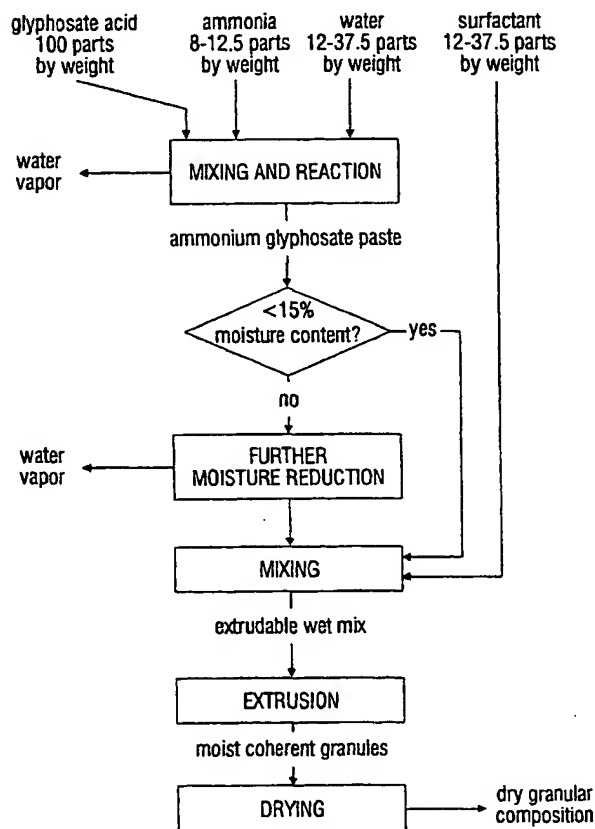 glyphosate acid
100 parts
by weight
ammonia
8-12.5 parts
by weight
water
12-37.5 parts
by weight
surfactant
12-37.5 parts
by weight
water
vapor
MIXING AND REACTION
ammonium glyphosate paste
<15%
moisture content?
yes
no
water
vapor
FURTHER
MOISTURE REDUCTION
MIXING
extrudable wet mix
EXTRUSION
moist coherent granules
DRYING
dry granular
composition